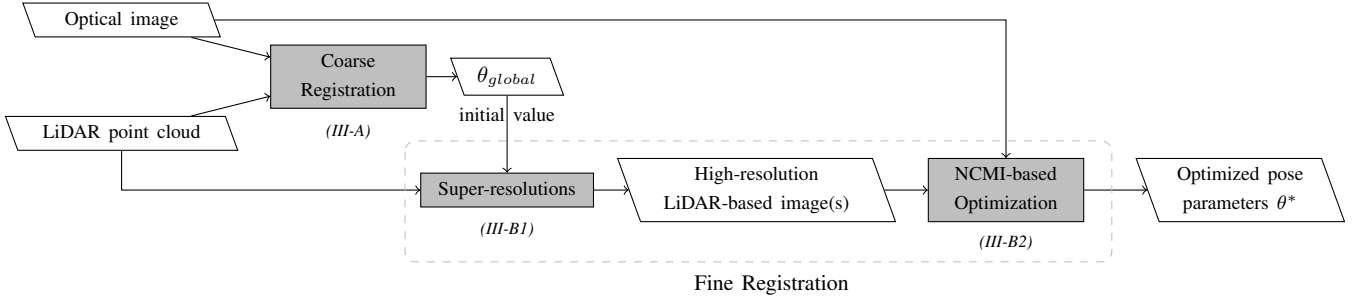 Optical image
Coarse
Registration
(III-A)
θ_global
initial value
LiDAR point cloud
Super-resolutions
(III-B1)
High-resolution
LiDAR-based image(s)
NCMI-based
Optimization
(III-B2)
Optimized pose
parameters θ*
Fine Registration